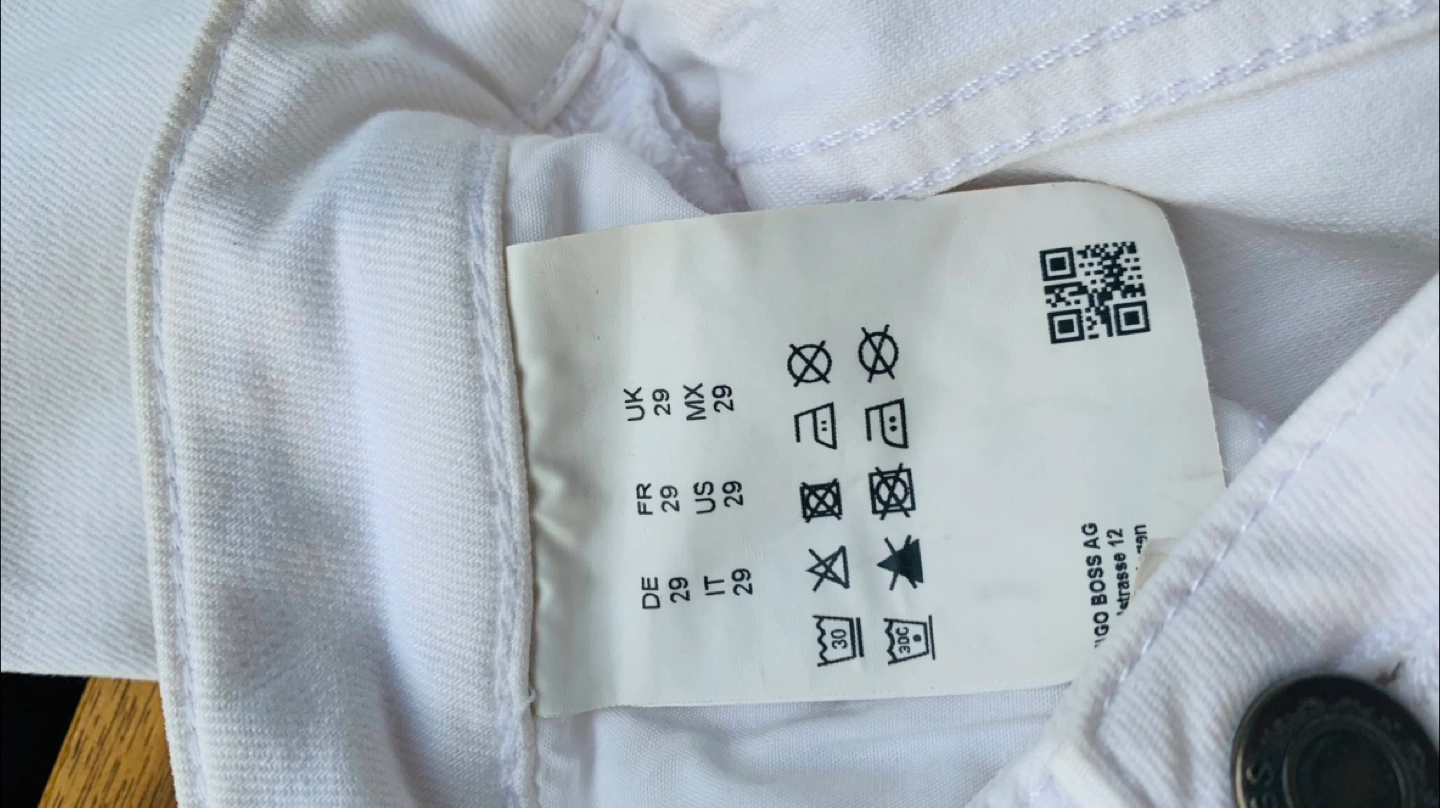 DE FR UK
29 29 29
IT US MX
29 29 29
30
30C
GO BOSS AG
strasse 12